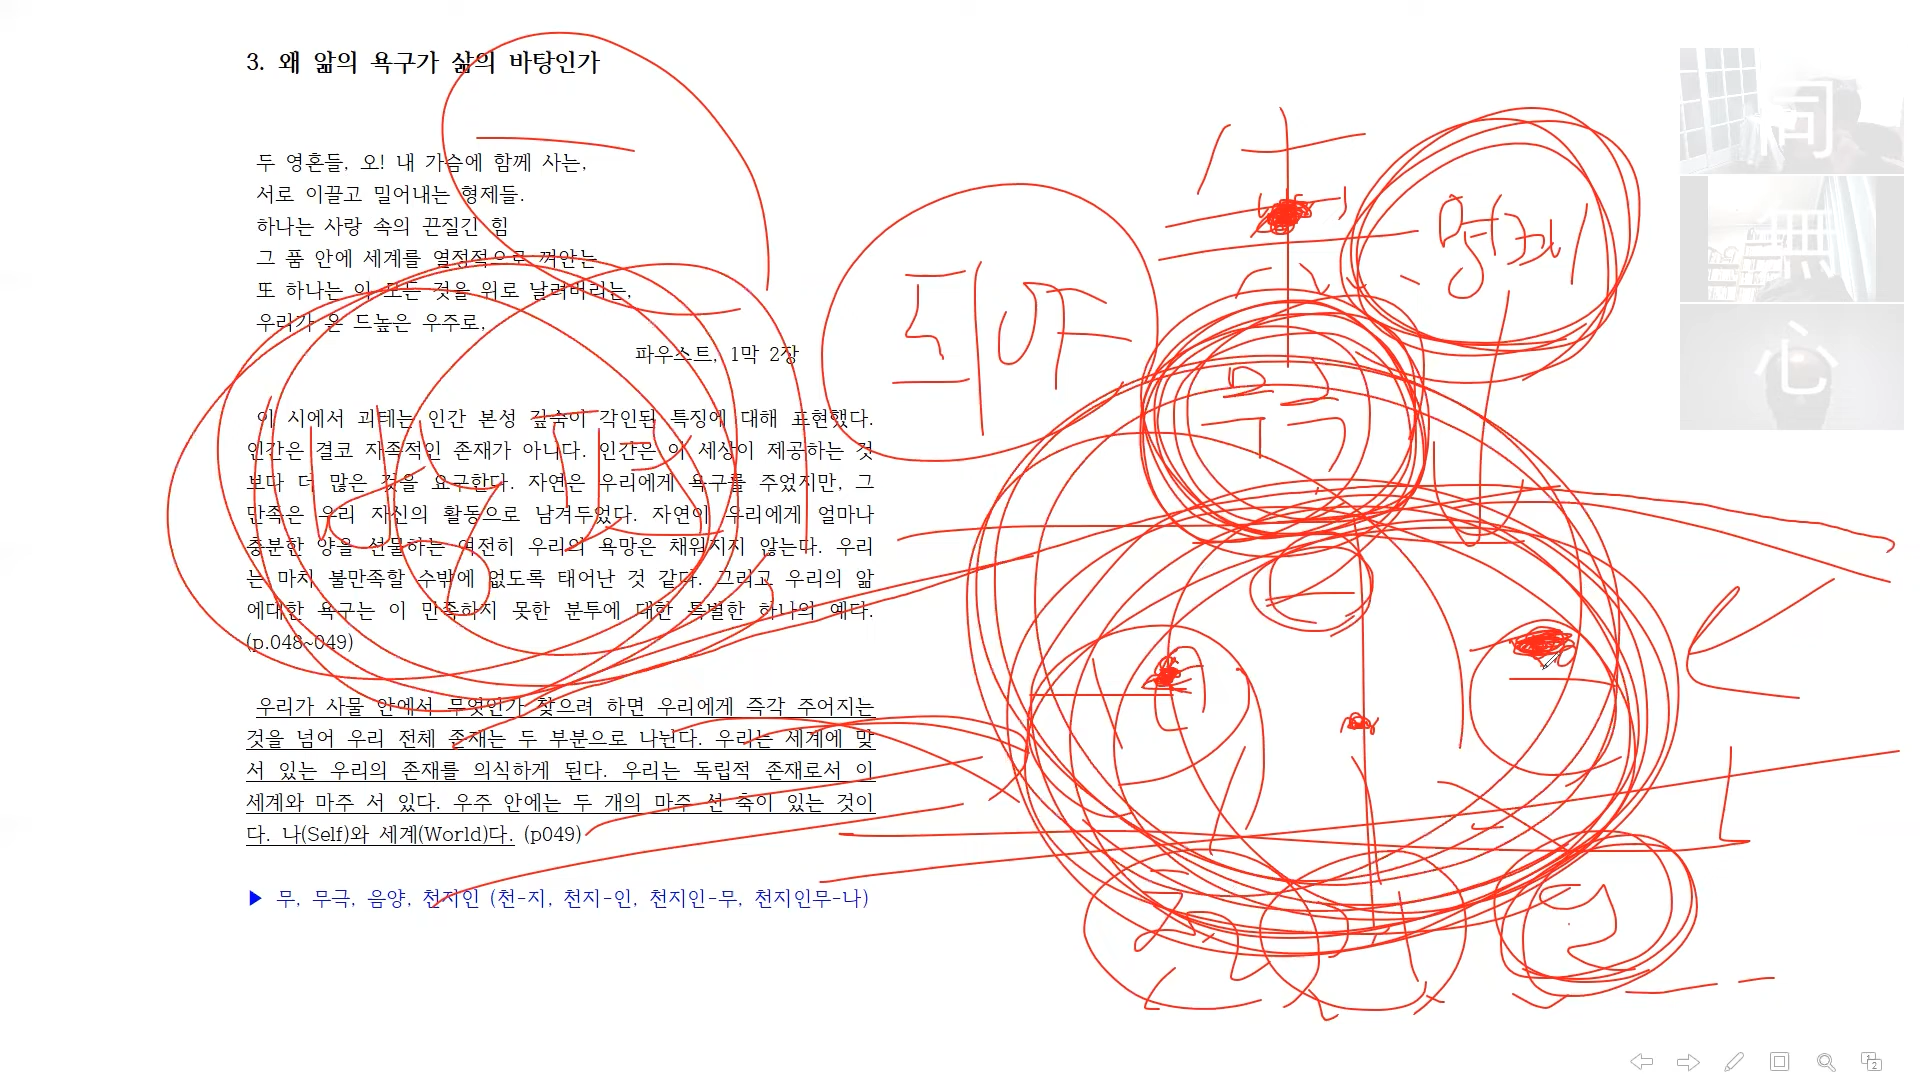 3. 왜 앎의 욕구가 삶의 바탕인가
두 영혼들, 오! 내 가슴에 함께 사는,
서로 이끌고 밀어내는 형제들.
하나는 사랑 속의 끈질긴 힘
그 품 안에 세계를 열정적으로 껴안는
또 하나는 이 모든 것을 위로 날려버리는,
우리가 온 드높은 우주로,
파우스트, 1막 2장
이 시에서 괴테는 인간 본성 깊숙이 각인된 특징에 대해 표현했다.
인간은 결코 자족적인 존재가 아니다. 인간은 이 세상이 제공하는 것
보다 더 많은 것을 요구한다. 자연은 우리에게 욕구를 주었지만, 그
만족은 우리 자신의 활동으로 남겨두었다. 자연이 우리에게 얼마나
충분한 양을 선물하든 여전히 우리의 욕망은 채워지지 않는다. 우리
는 마치 불만족할 수밖에 없도록 태어난 것 같다. 그리고 우리의 앎
에대한 욕구는 이 만족하지 못한 분투에 대한 특별한 하나의 예다.
(p.048~049)
우리가 사물 안에서 무엇인가 찾으려 하면 우리에게 즉각 주어지는
것을 넘어 우리 전체 존재는 두 부분으로 나뉜다. 우리는 세계에 맞
서 있는 우리의 존재를 의식하게 된다. 우리는 독립적 존재로서 이
세계와 마주 서 있다. 우주 안에는 두 개의 마주 선 축이 있는 것이
다. 나(Self)와 세계(World)다. (p049)
▶ 무, 무극, 음양, 천지인 (천-지, 천지-인, 천지인-무, 천지인무-나)
무극
無
心